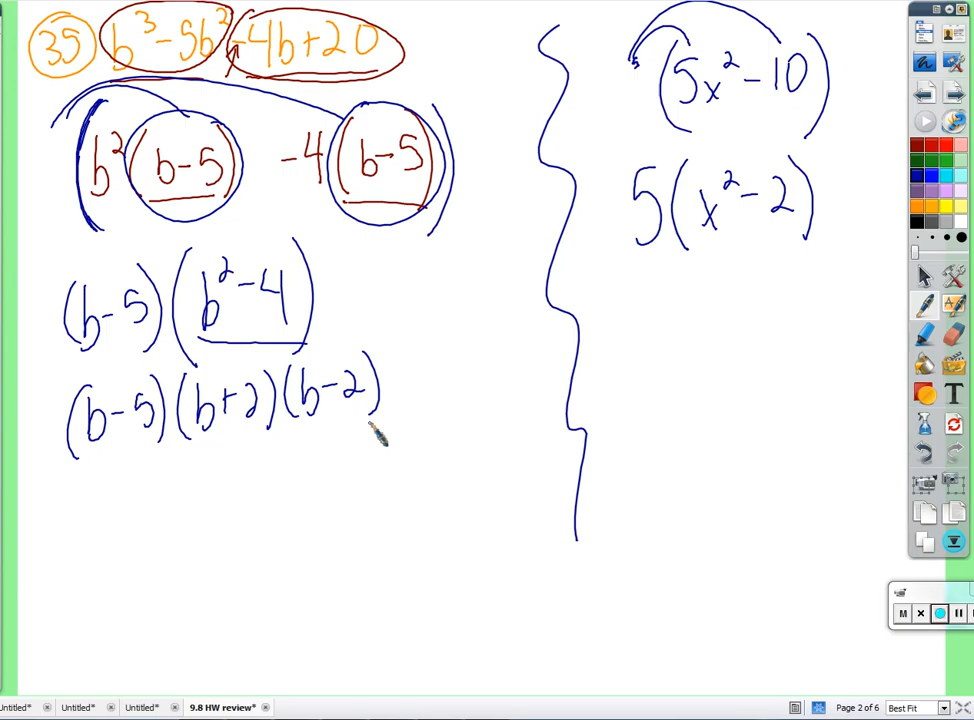 35 b³ - 5b² - 4b + 20
b² (b-5) -4 (b-5)
(b-5)(b²-4)
(b-5)(b+2)(b-2)
(5x² - 10)
5(x² - 2)
M
T
Untitled* Untitled* Untitled* 9.8 HW review* Page 2 of 6 Best Fit